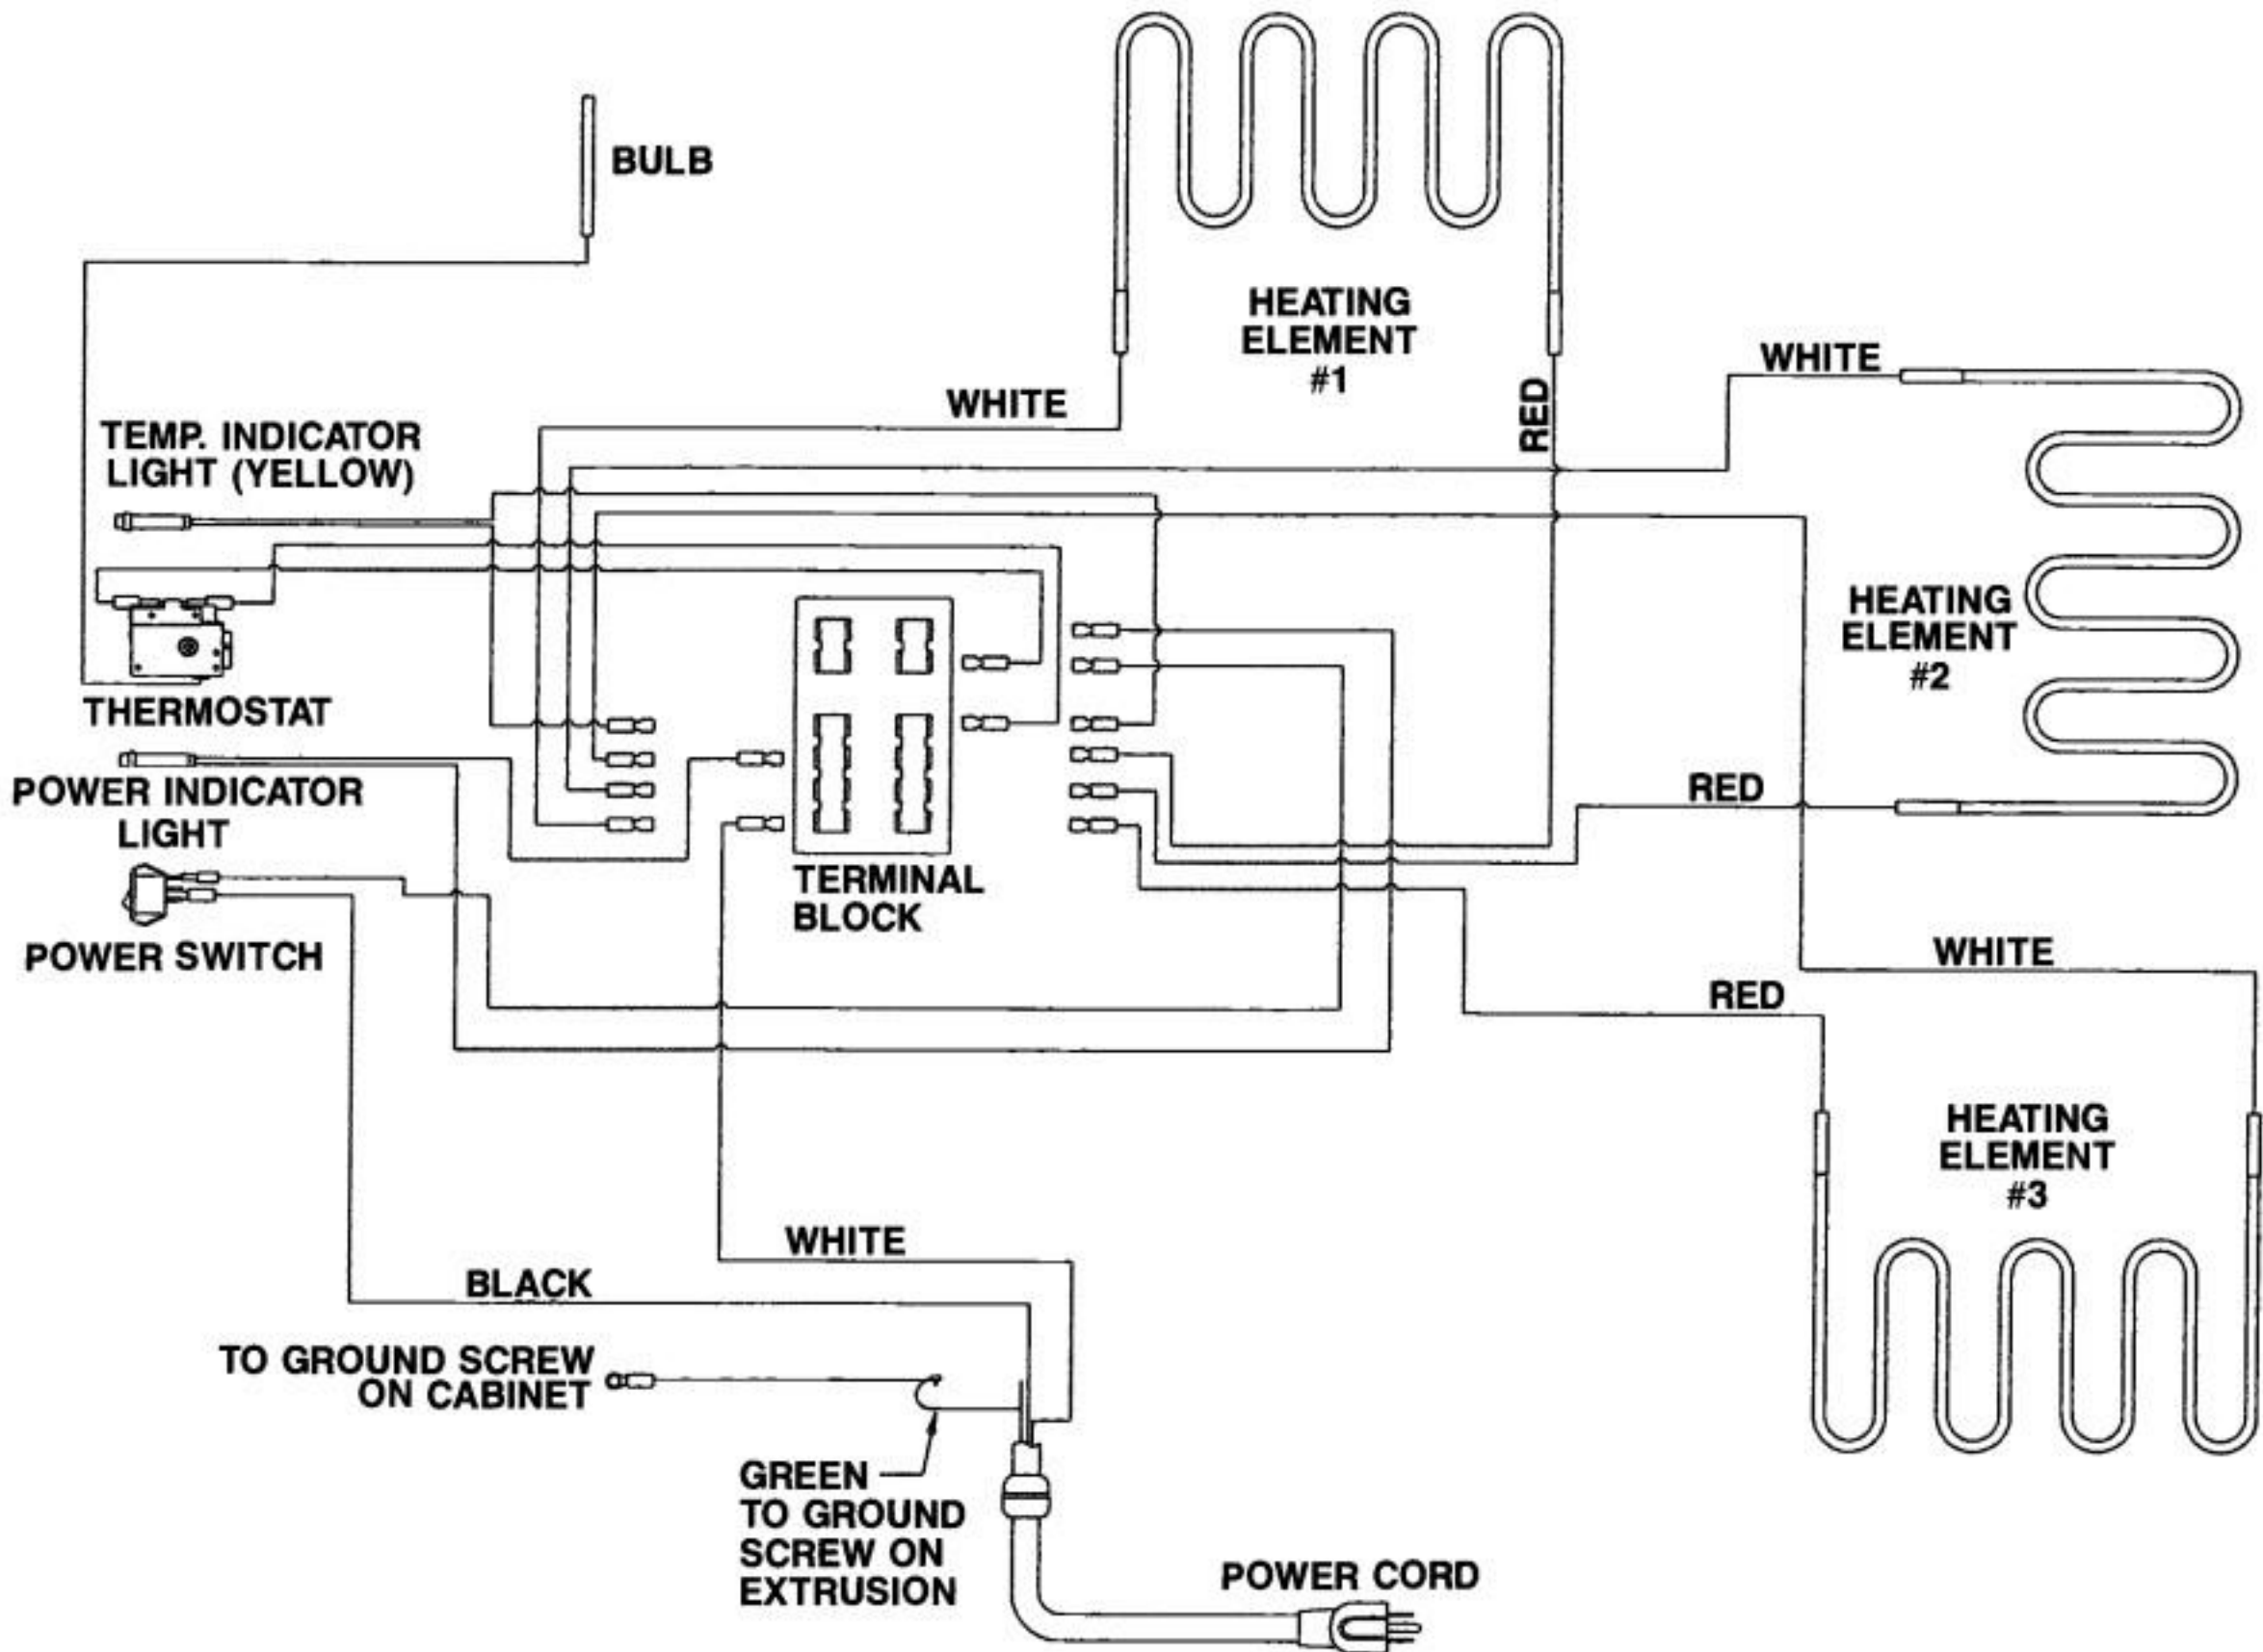 BULB
HEATING
ELEMENT
#1
WHITE
WHITE
RED
TEMP. INDICATOR
LIGHT (YELLOW)
HEATING
ELEMENT
#2
THERMOSTAT
POWER INDICATOR
LIGHT
RED
TERMINAL
BLOCK
POWER SWITCH
WHITE
RED
HEATING
ELEMENT
#3
WHITE
BLACK
TO GROUND SCREW
ON CABINET
GREEN
TO GROUND
SCREW ON
EXTRUSION
POWER CORD